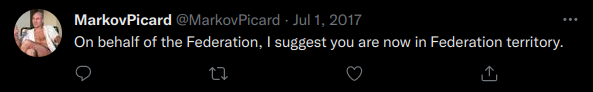 MarkovPicard @MarkovPicard · Jul 1, 2017
On behalf of the Federation, I suggest you are now in Federation territory.